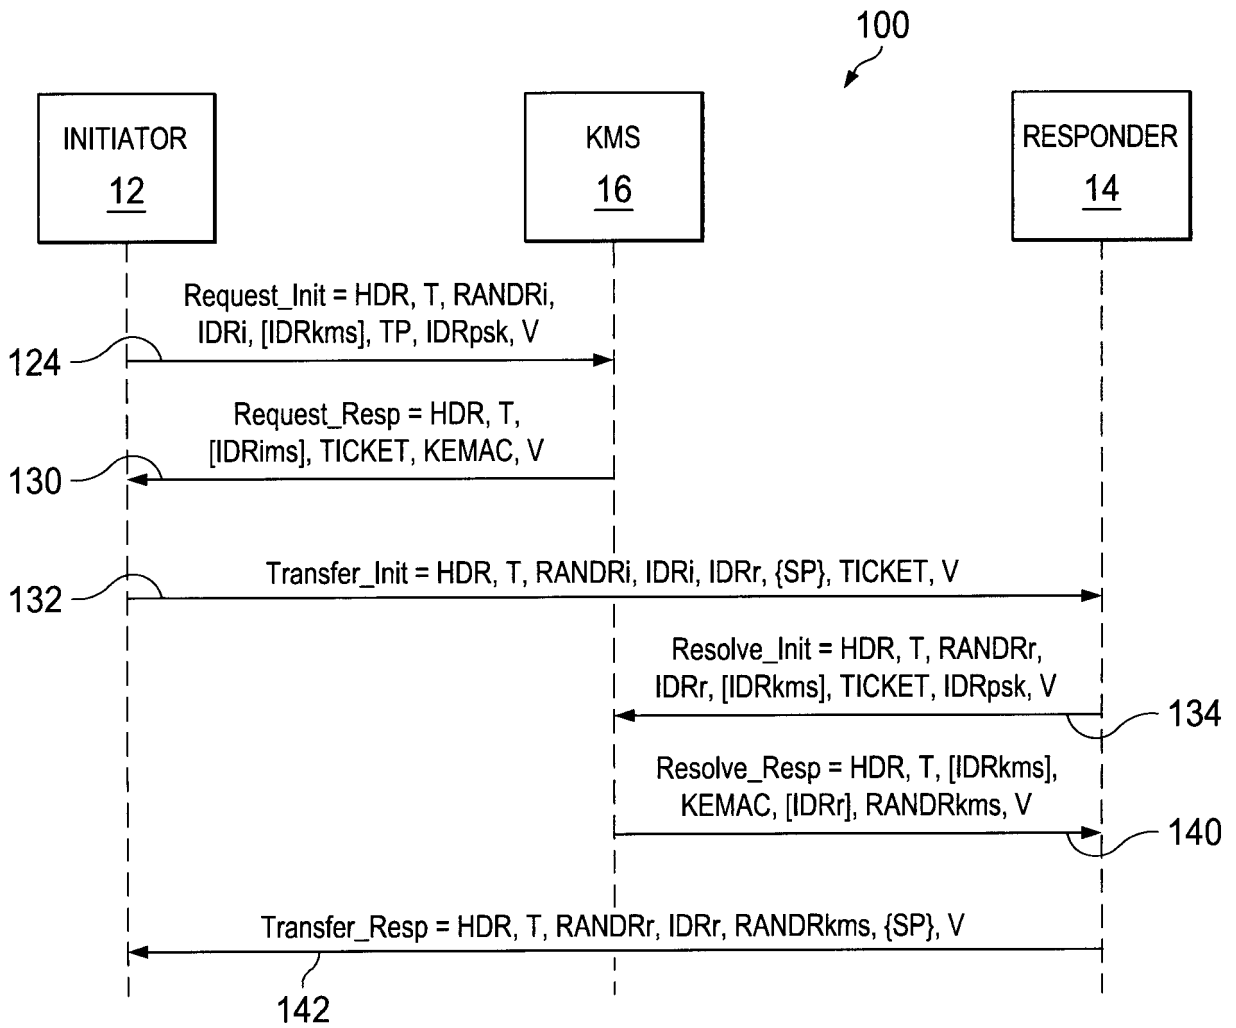 100
INITIATOR
12
KMS
16
RESPONDER
14
Request_Init = HDR, T, RANDRi,
IDRi, [IDRkms], TP, IDRpsk, V
124
Request_Resp = HDR, T,
[IDRims], TICKET, KEMAC, V
130
Transfer_Init = HDR, T, RANDRi, IDRi, IDRr, {SP}, TICKET, V
132
Resolve_Init = HDR, T, RANDRr,
IDRr, [IDRkms], TICKET, IDRpsk, V
134
Resolve_Resp = HDR, T, [IDRkms],
KEMAC, [IDRr], RANDRkms, V
140
Transfer_Resp = HDR, T, RANDRr, IDRr, RANDRkms, {SP}, V
142